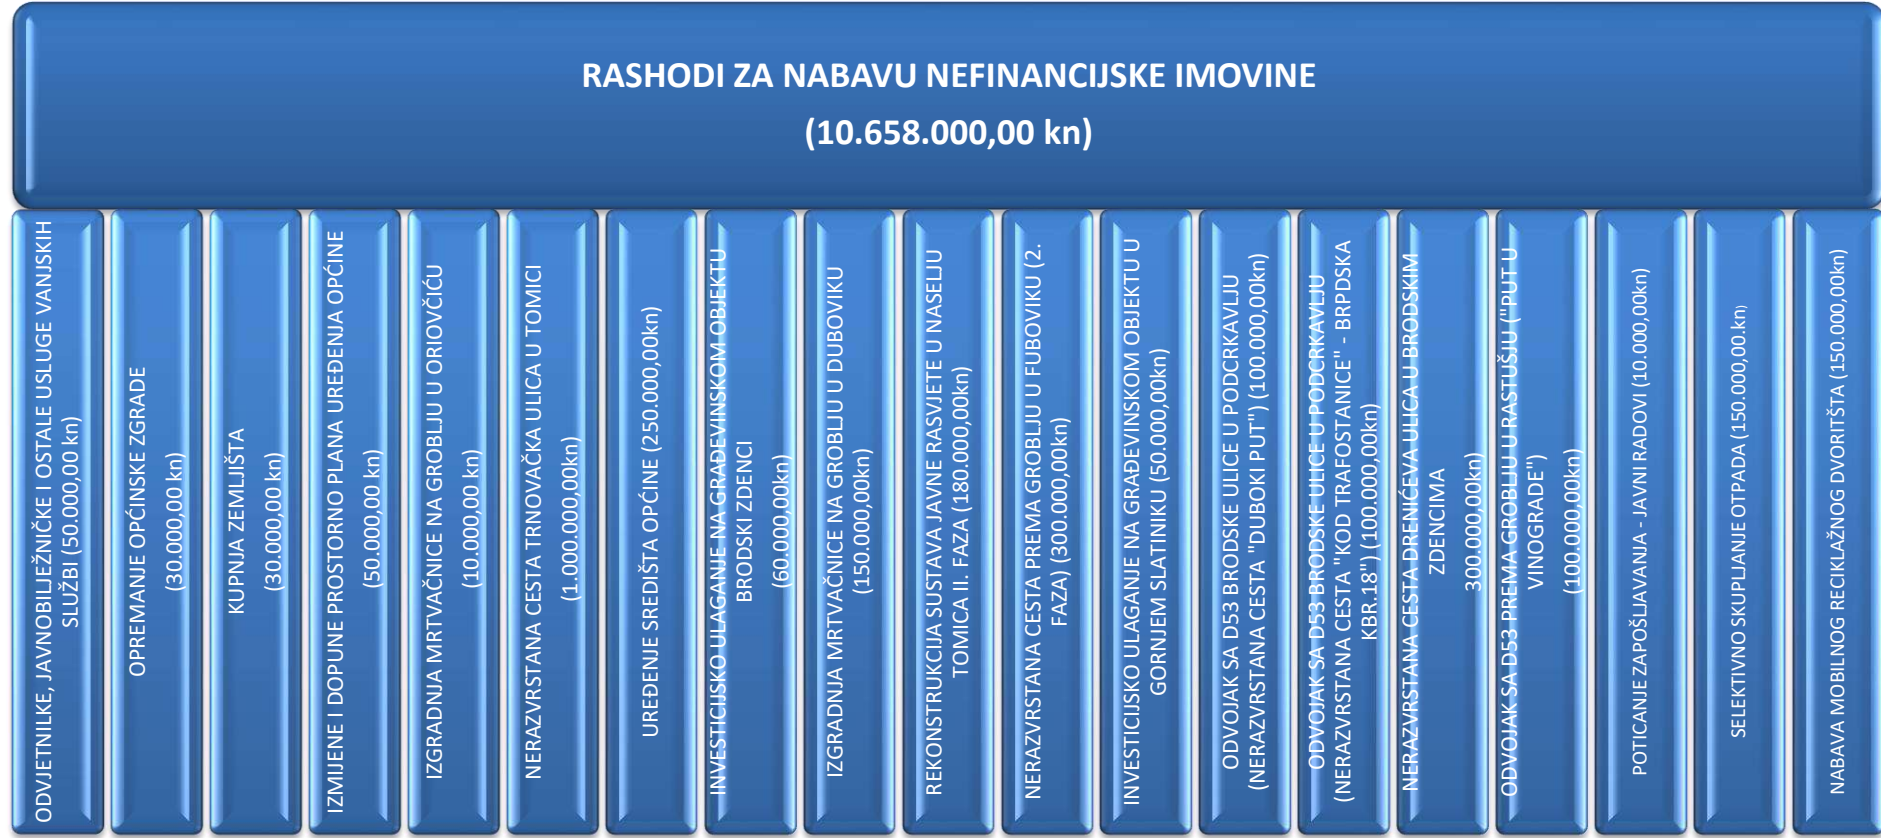 RASHODI ZA NABAVU NEFINANCIJSKE IMOVINE
(10.658.000,00 kn)
ODVJETNILKE, JAVNOBILJEŽNIČKE I OSTALE USLUGE VANJSKIH
SLUŽBI (50.000,00 kn)
OPREMANJE OPĆINSKE ZGRADE
(30.000,00 kn)
KUPNJA ZEMLJIŠTA
(30.000,00 kn)
IZMIJENE I DOPUNE PROSTORNO PLANA UREĐENJA OPĆINE
(50.000,00 kn)
IZGRADNJA MRTVAČNICE NA GROBLJU U ORIOVČIĆU
(10.000,00 kn)
NERAZVRSTANA CESTA TRNOVAČKA ULICA U TOMICI
(1.000.000,00kn)
UREĐENJE SREDIŠTA OPĆINE (250.000,00kn)
INVESTICIJSKO ULAGANJE NA GRAĐEVINSKOM OBJEKTU
BRODSKI ZDENCI
(60.000,00kn)
IZGRADNJA MRTVAČNICE NA GROBLJU U DUBOVIKU
(150.000,00kn)
REKONSTRUKCIJA SUSTAVA JAVNE RASVJETE U NASELJU
TOMICA II. FAZA (180.000,00kn)
NERAZVRSTANA CESTA PREMA GROBLJU U FUBOVIKU (2.
FAZA) (300.000,00kn)
INVESTICIJSKO ULAGANJE NA GRAĐEVINSKOM OBJEKTU U
GORNJEM SLATINIKU (50.000,00kn)
ODVOJAK SA D53 BRODSKE ULICE U PODCRKAVLJU
(NERAZVRSTANA CESTA "DUBOKI PUT") (100.000,00kn)
ODVOJAK SA D53 BRODSKE ULICE U PODCRKAVLJU
(NERAZVRSTANA CESTA "KOD TRAFOSTANICE" - BRPDSKA
KBR.18") (100.000,00kn)
NERAZVRSTANA CESTA DRENIĆEVA ULICA U BRODSKIM
ZDENCIMA
300.000,00kn)
ODVOJAK SA D53 PREMA GROBLJU U RASTUŠJU ("PUT U
VINOGRADE")
(100.000,00kn)
POTICANJE ZAPOŠLJAVANJA - JAVNI RADOVI (10.000,00kn)
SELEKTIVNO SKUPLJANJE OTPADA (150.000,00.kn)
NABAVA MOBILNOG RECIKLAŽNOG DVORIŠTA (150.000,00kn)